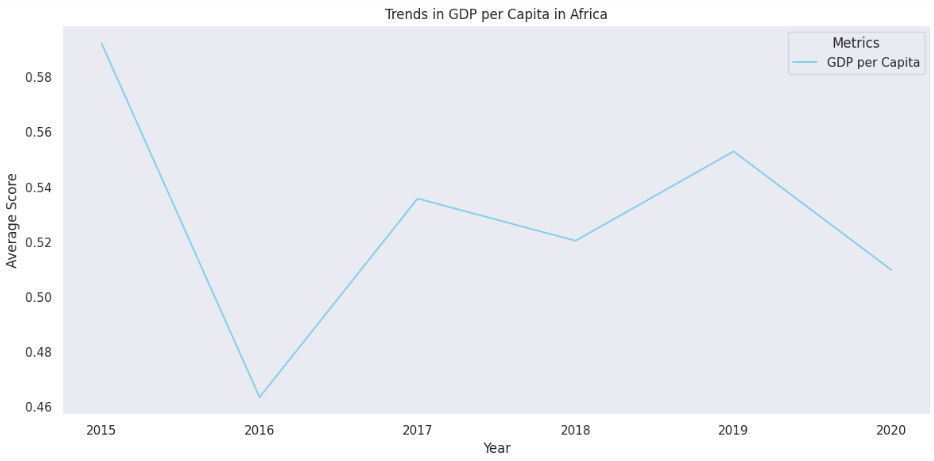 Trends in GDP per Capita in Africa
Metrics
GDP per Capita
Average Score
0.58
0.56
0.54
0.52
0.50
0.48
0.46
2015 2016 2017 2018 2019 2020
Year